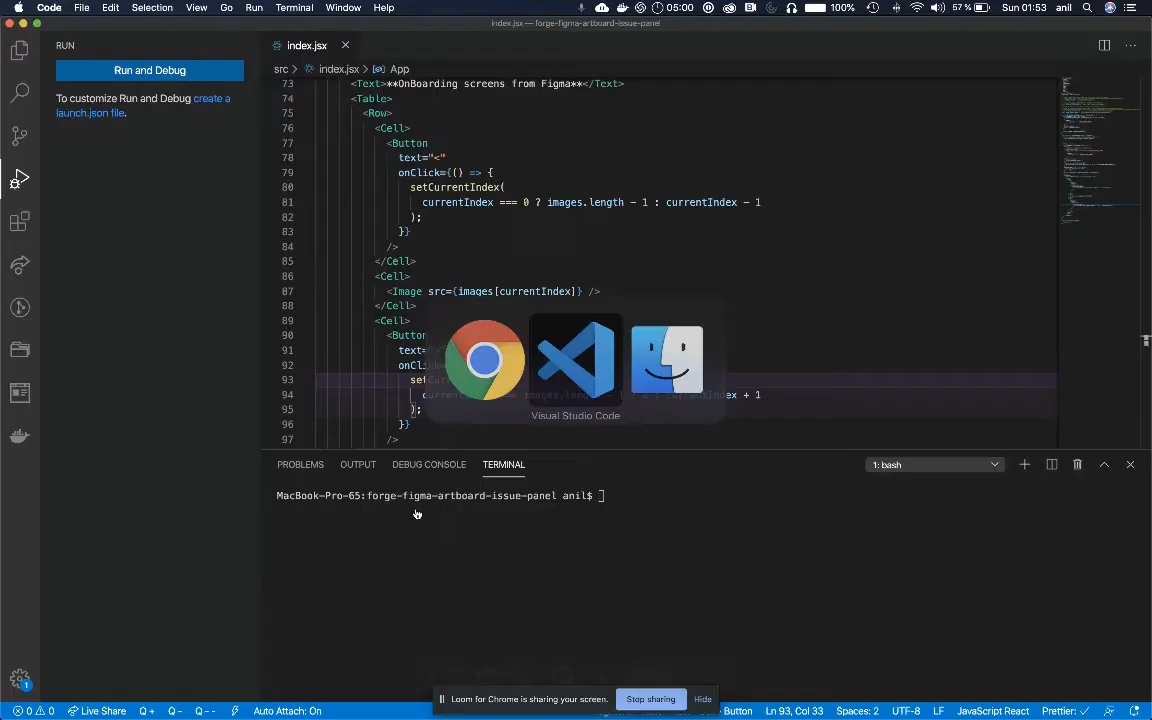 Code File Edit Selection View Go Run Terminal Window Help 05:00 100% 57 % Sun 01:53 anil
index.jsx — forge-figma-artboard-issue-panel
RUN
Run and Debug
To customize Run and Debug create a
launch.json file.
index.jsx
src > index.jsx > App
73 <Text>**OnBoarding screens from Figma**</Text>
74 <Table>
75 <Row>
76 <Cell>
77 <Button
78 text="<"
79 onClick={() => {
80 setCurrentIndex(
81 currentIndex === 0 ? images.length - 1 : currentIndex - 1
82 );
83 }}
84 />
85 </Cell>
86 <Cell>
87 <Image src={images[currentIndex]} />
88 </Cell>
89 <Cell>
90 <Button
91 text=
92 onCli
93 set
94 + 1
95 );
96 }}
97 />
Visual Studio Code
PROBLEMS OUTPUT DEBUG CONSOLE TERMINAL 1: bash
MacBook-Pro-65:forge-figma-artboard-issue-panel anil$
1
Loom for Chrome is sharing your screen. Stop sharing Hide
0 0 Live Share Q + Q - Q -- Auto Attach: On Button Ln 93, Col 33 Spaces: 2 UTF-8 LF JavaScript React Prettier: ✓